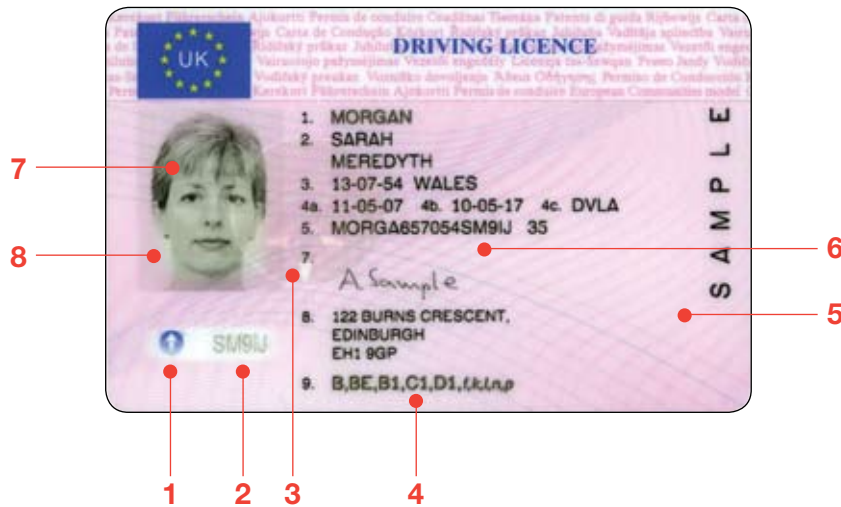 UK
DRIVING LICENCE
1. MORGAN
2. SARAH
MEREDYTH
3. 13-07-54 WALES
4a. 11-05-07 4b. 10-05-17 4c. DVLA
5. MORGA657054SM9IJ 35
7.
A Sample
8. 122 BURNS CRESCENT,
EDINBURGH
EH1 9GP
9. B,BE,B1,C1,D1,f,k,l,n,p
SM9IJ
SAMPLE
7
8
1
2
3
4
6
5